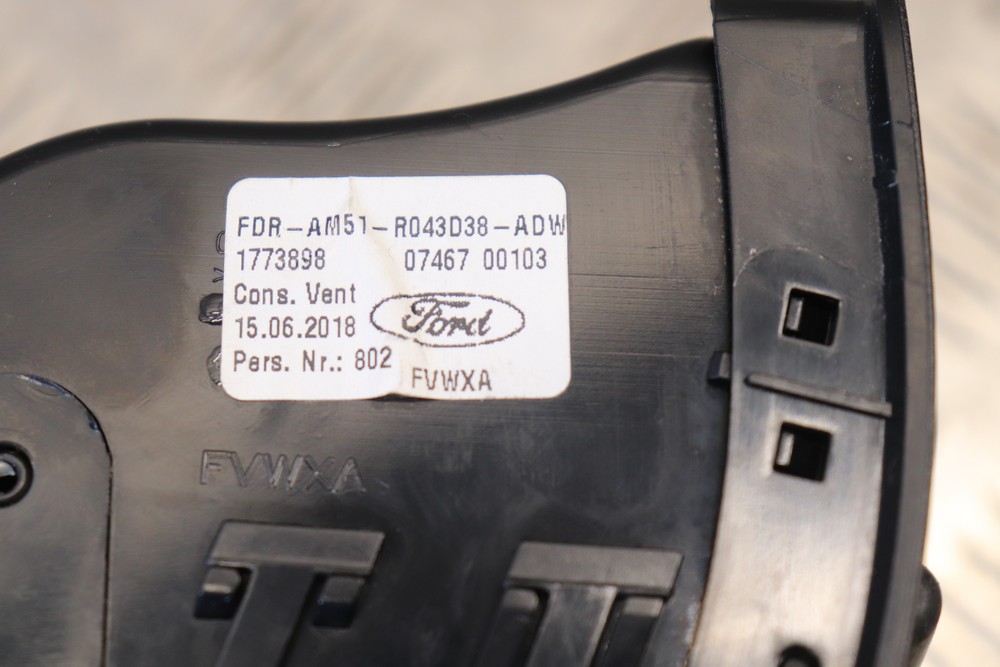 FDR-AM51-R043D38-ADW
1773898 07467 00103
Cons. Vent
15.06.2018
Ford
Pers. Nr.: 802
FVWXA
FVWXA